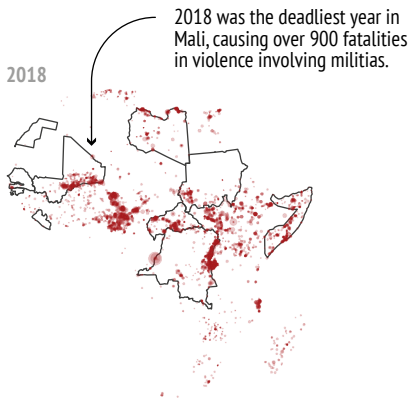 2018 was the deadliest year in
Mali, causing over 900 fatalities
in violence involving militias.
2018